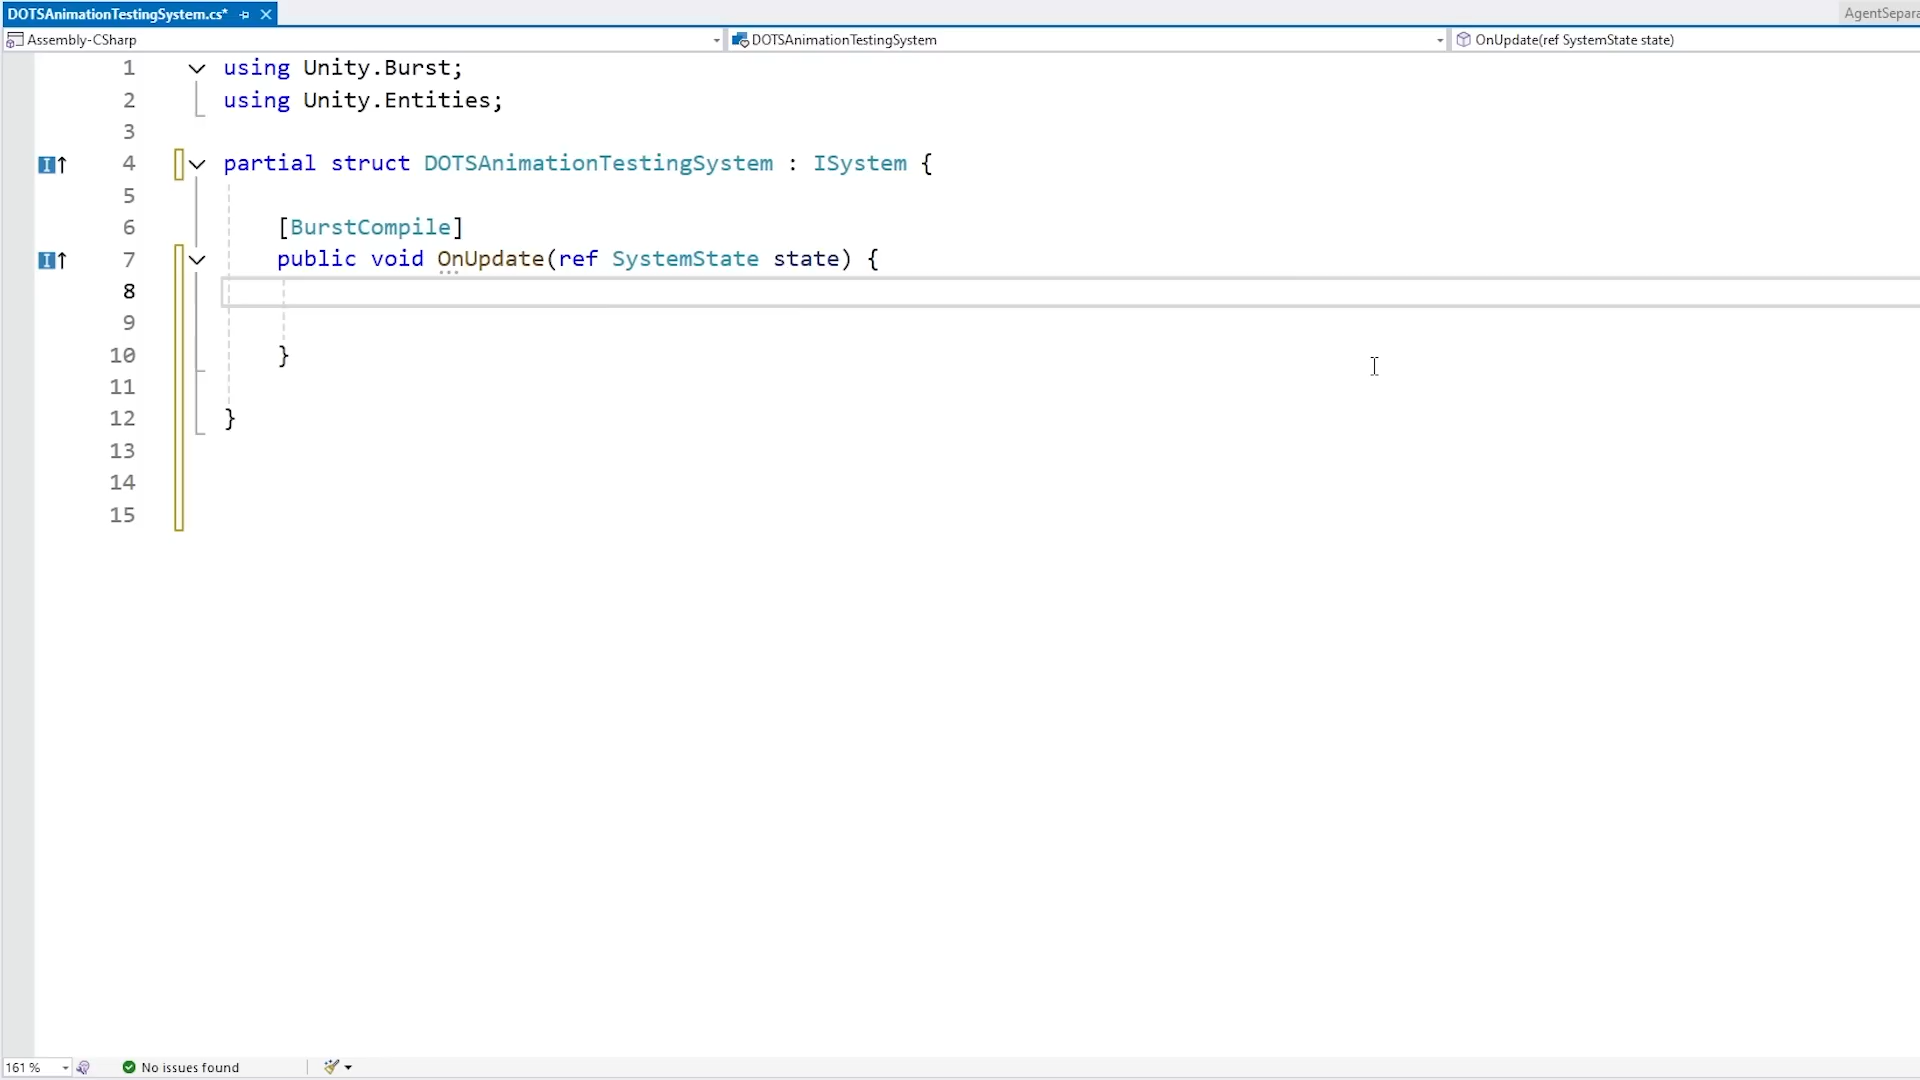 DOTSAnimationTestingSystem.cs*
AgentSepara
Assembly-CSharp
DOTSAnimationTestingSystem
OnUpdate(ref SystemState state)
1 using Unity.Burst;
2 using Unity.Entities;
3
4 partial struct DOTSAnimationTestingSystem : ISystem {
5
6 [BurstCompile]
7 public void OnUpdate(ref SystemState state) {
8
9
10 }
11
12 }
13
14
15
161 %
No issues found